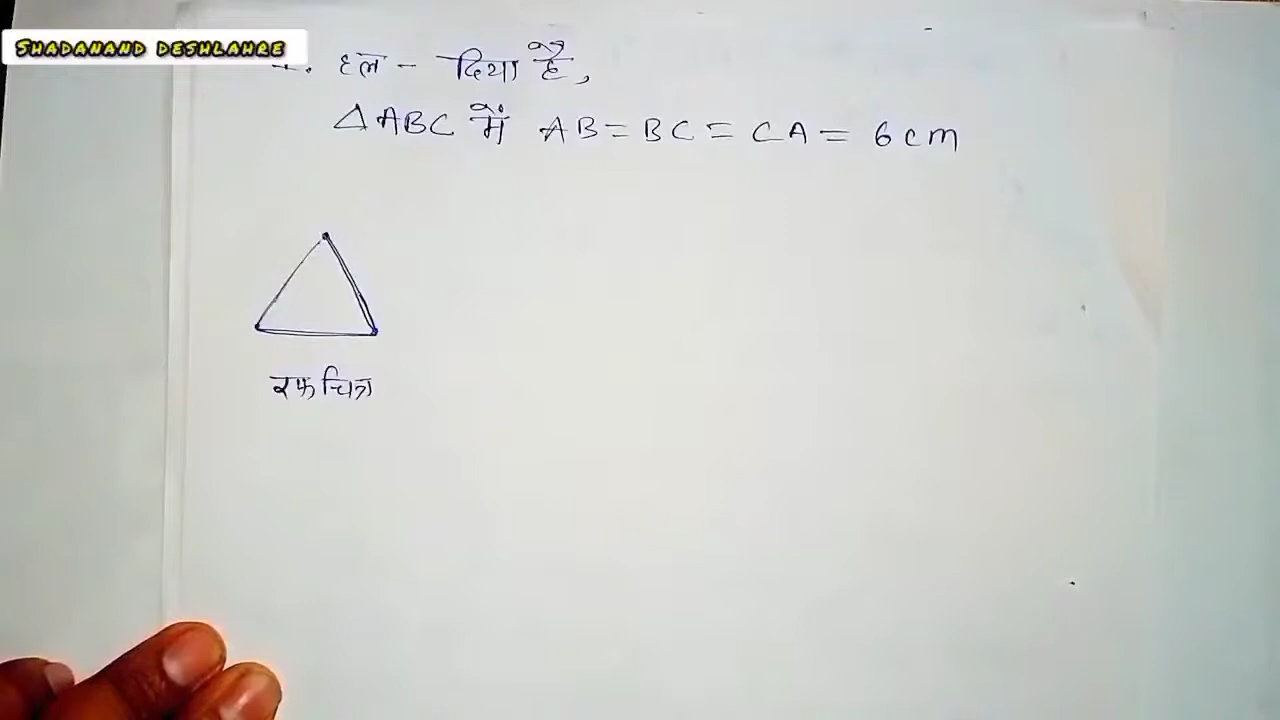 SHADANAND DESHLAHRE
हल - दिया है,
△ABC में AB = BC = CA = 6 cm
रफ चित्र